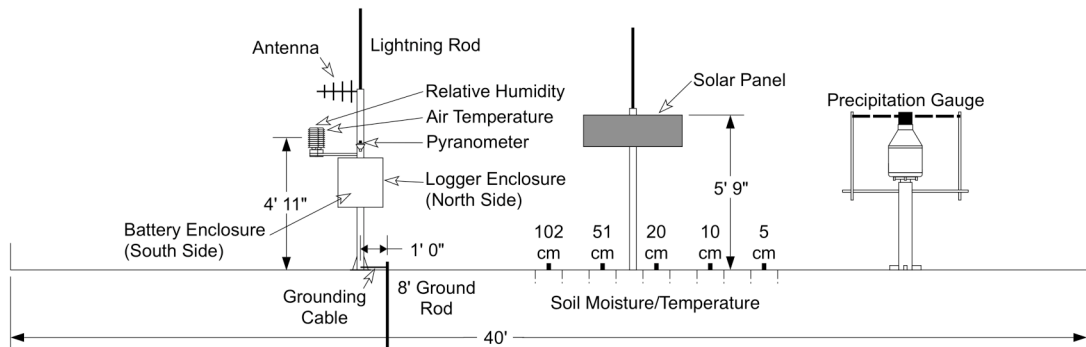 Antenna
Lightning Rod
Relative Humidity
Air Temperature
Pyranometer
Logger Enclosure
(North Side)
4' 11"
Battery Enclosure
(South Side)
1' 0"
Grounding
Cable
8' Ground
Rod
Solar Panel
5' 9"
102
cm
51
cm
20
cm
10
cm
5
cm
Soil Moisture/Temperature
Precipitation Gauge
40'